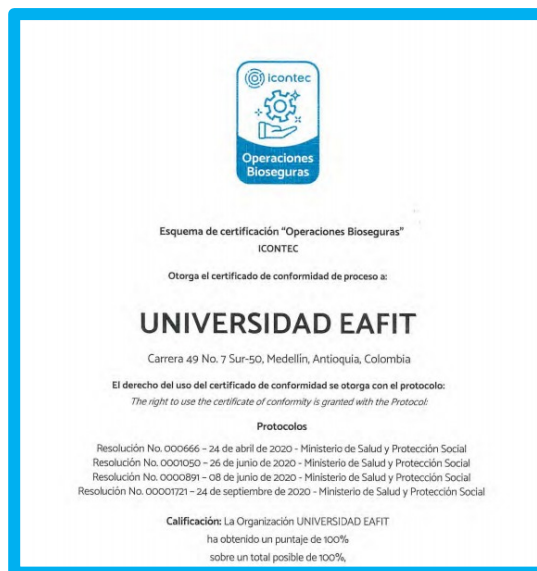 icontec
Operaciones
Bioseguras
Esquema de certificación "Operaciones Bioseguras"
ICONTEC
Otorga el certificado de conformidad de proceso a:
UNIVERSIDAD EAFIT
Carrera 49 No. 7 Sur-50, Medellín, Antioquia, Colombia
El derecho del uso del certificado de conformidad se otorga con el protocolo:
The right to use the certificate of conformity is granted with the Protocol:
Protocolos
Resolución No. 000666 – 24 de abril de 2020 - Ministerio de Salud y Protección Social
Resolución No. 0001050 – 26 de junio de 2020 - Ministerio de Salud y Protección Social
Resolución No. 0000891 – 08 de junio de 2020 - Ministerio de Salud y Protección Social
Resolución No. 00001721 – 24 de septiembre de 2020 - Ministerio de Salud y Protección Social
Calificación: La Organización UNIVERSIDAD EAFIT
ha obtenido un puntaje de 100%
sobre un total posible de 100%,